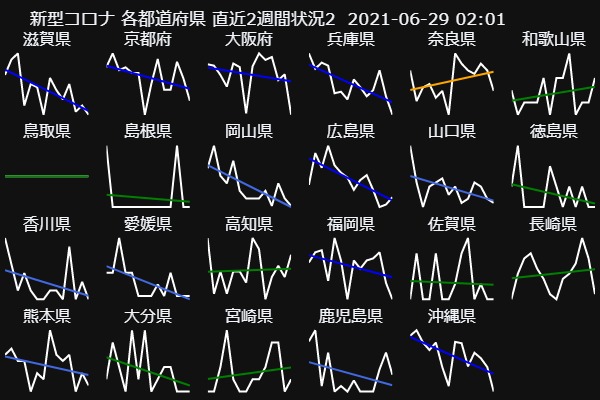 新型コロナ 各都道府県 直近2週間状況2 2021-06-29 02:01
滋賀県 京都府 大阪府 兵庫県 奈良県 和歌山県
鳥取県 島根県 岡山県 広島県 山口県 徳島県
香川県 愛媛県 高知県 福岡県 佐賀県 長崎県
熊本県 大分県 宮崎県 鹿児島県 沖縄県